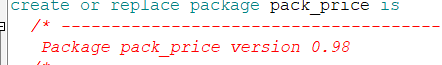 create or replace package pack_price is
/* ---------------------------------
Package pack_price version 0.98
/*